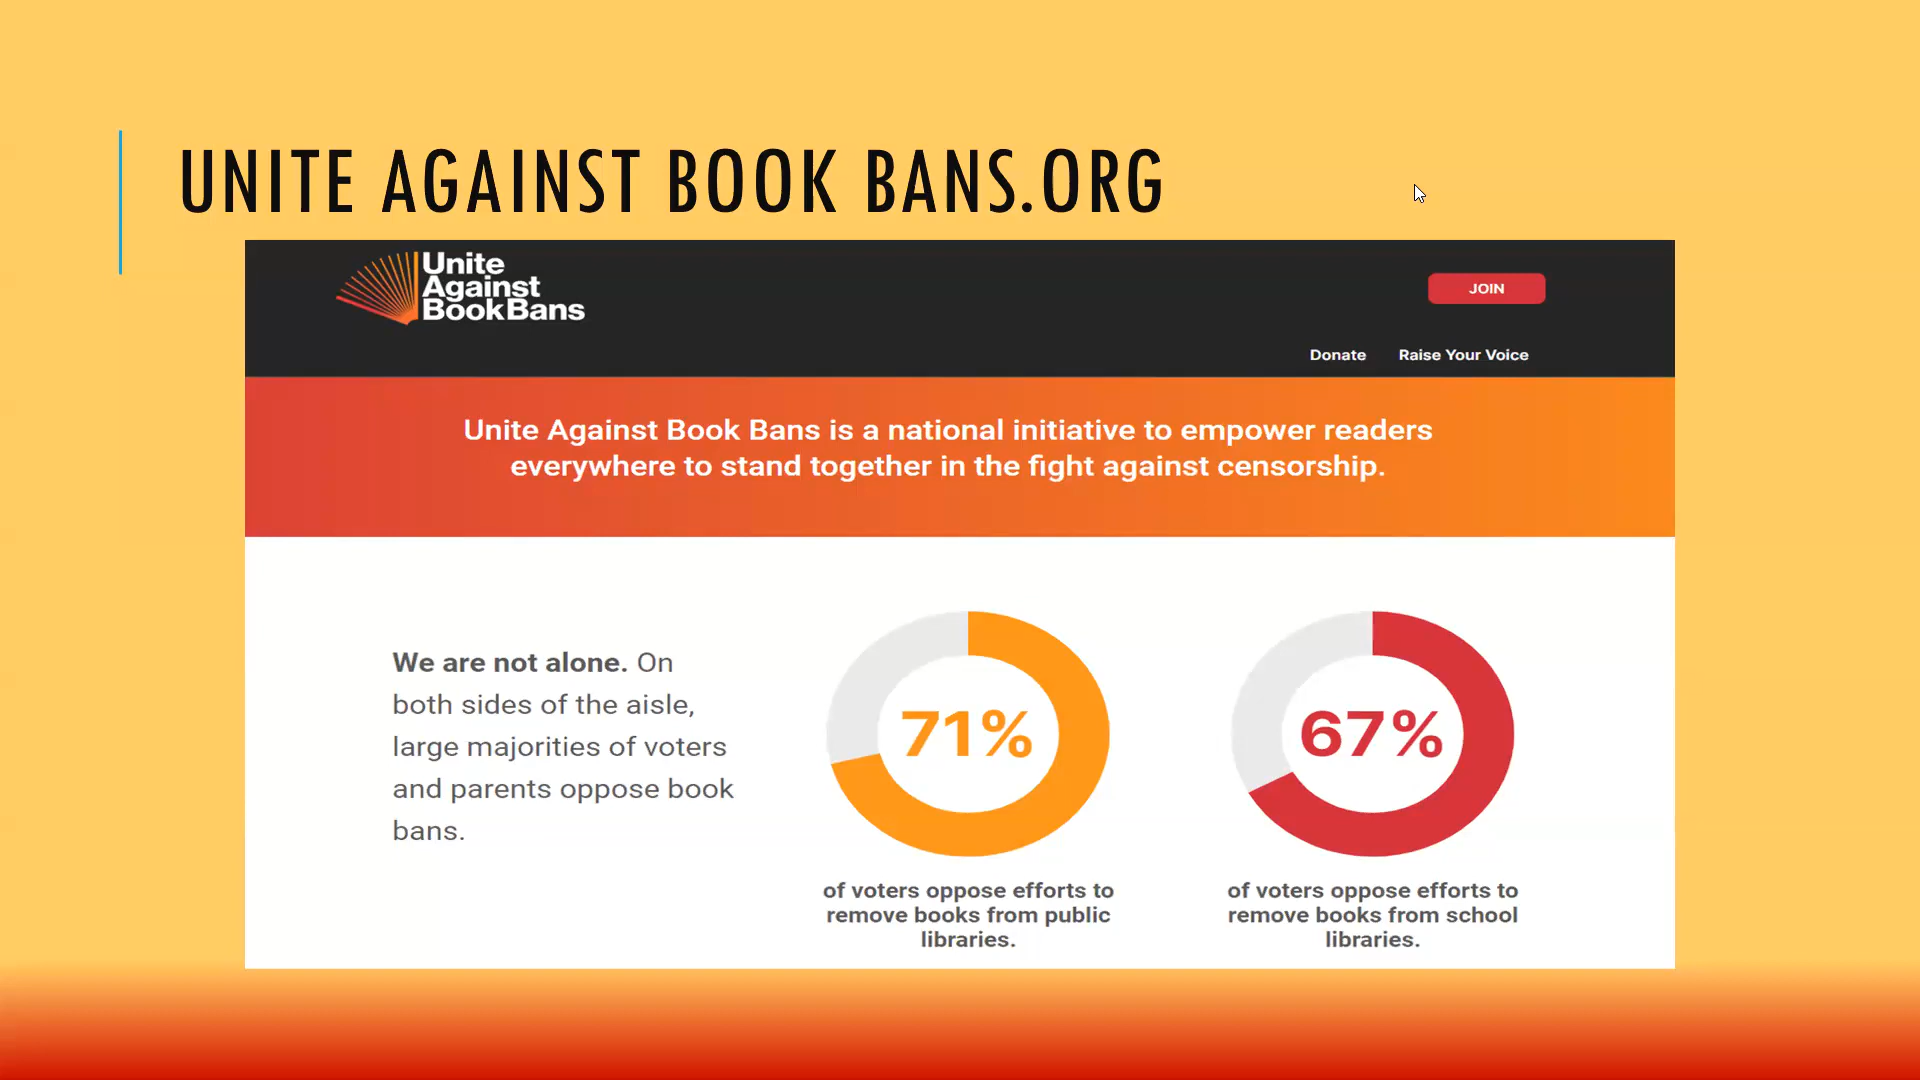 UNITE AGAINST BOOK BANS.ORG
Unite
Against
Book Bans
JOIN
Donate Raise Your Voice
Unite Against Book Bans is a national initiative to empower readers
everywhere to stand together in the fight against censorship.
We are not alone. On
both sides of the aisle,
large majorities of voters
and parents oppose book
bans.
71%
of voters oppose efforts to
remove books from public
libraries.
67%
of voters oppose efforts to
remove books from school
libraries.